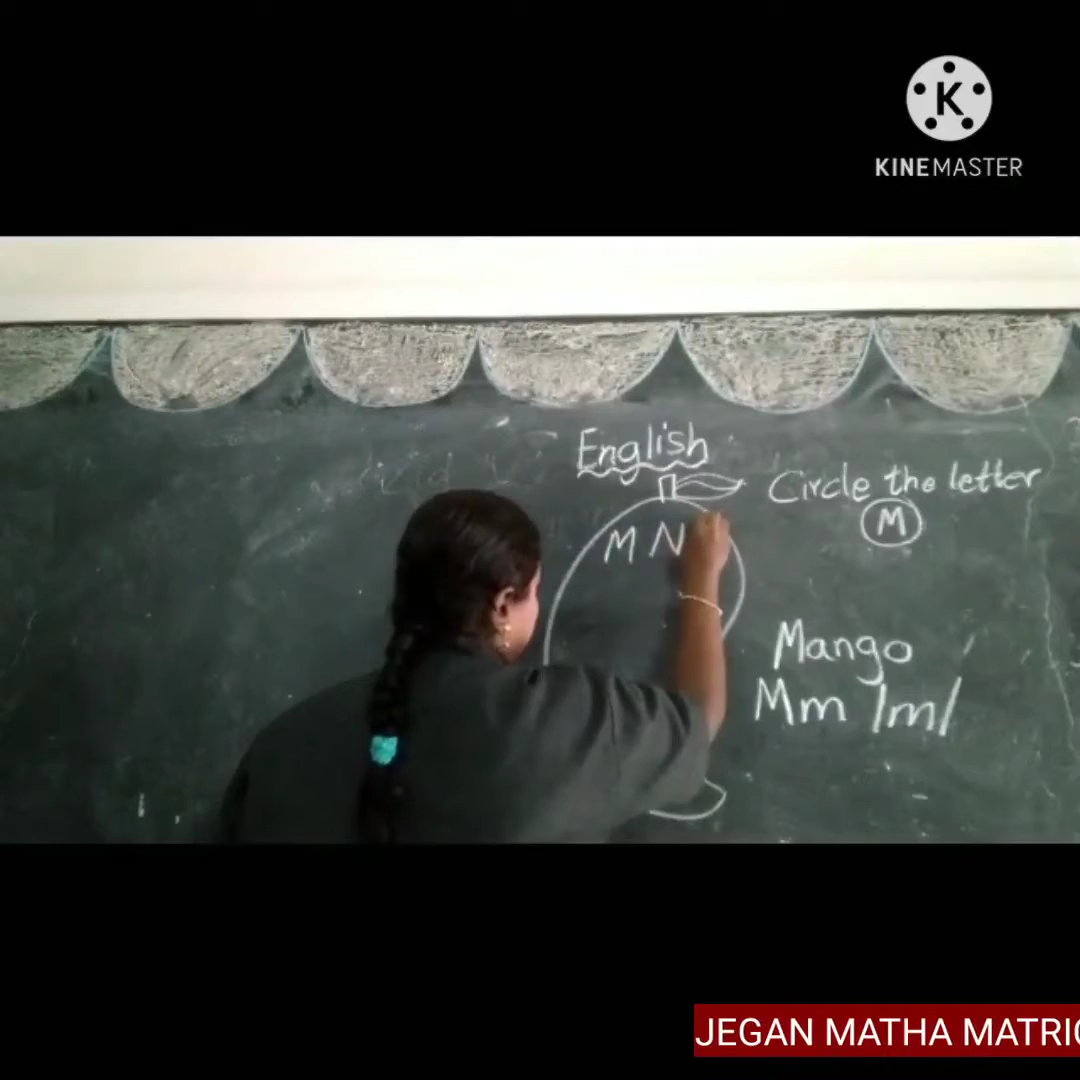 K
KINEMASTER
English
Circle the letter
M
M N
Mango
Mm /m/
JEGAN MATHA MATRIC